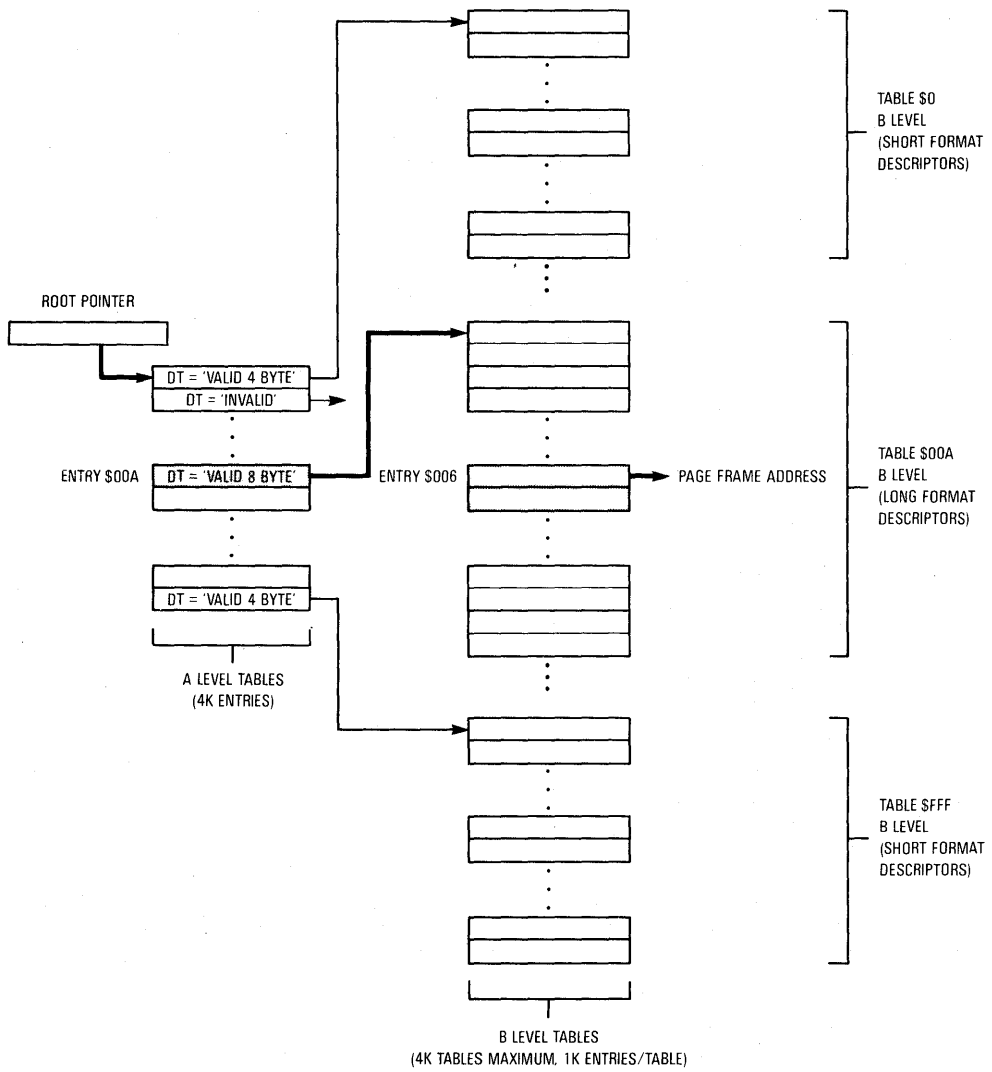 TABLE $0
B LEVEL
(SHORT FORMAT
DESCRIPTORS)
ROOT POINTER
DT = 'VALID 4 BYTE'
DT = 'INVALID'
ENTRY $00A
DT = 'VALID 8 BYTE'
ENTRY $006
PAGE FRAME ADDRESS
TABLE $00A
B LEVEL
(LONG FORMAT
DESCRIPTORS)
DT = 'VALID 4 BYTE'
A LEVEL TABLES
(4K ENTRIES)
TABLE $FFF
B LEVEL
(SHORT FORMAT
DESCRIPTORS)
B LEVEL TABLES
(4K TABLES MAXIMUM, 1K ENTRIES/TABLE)